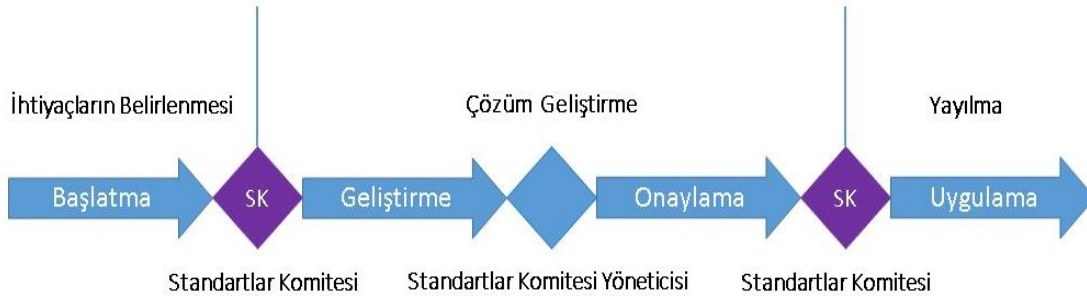 İhtiyaçların Belirlenmesi
Çözüm Geliştirme
Yayılma
Başlatma
SK
Geliştirme
Onaylama
SK
Uygulama
Standartlar Komitesi
Standartlar Komitesi Yöneticisi
Standartlar Komitesi